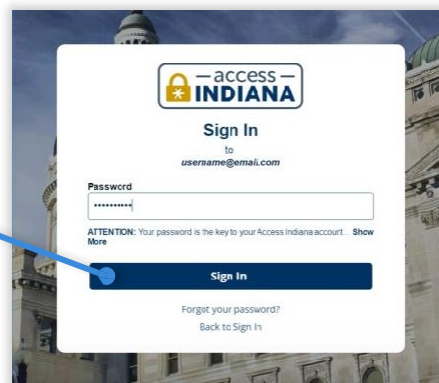 access
INDIANA
Sign In
to
username@email.com
Password
ATTENTION: Your password is the key to your Access Indiana account... Show
More
Sign In
Forgot your password?
Back to Sign In